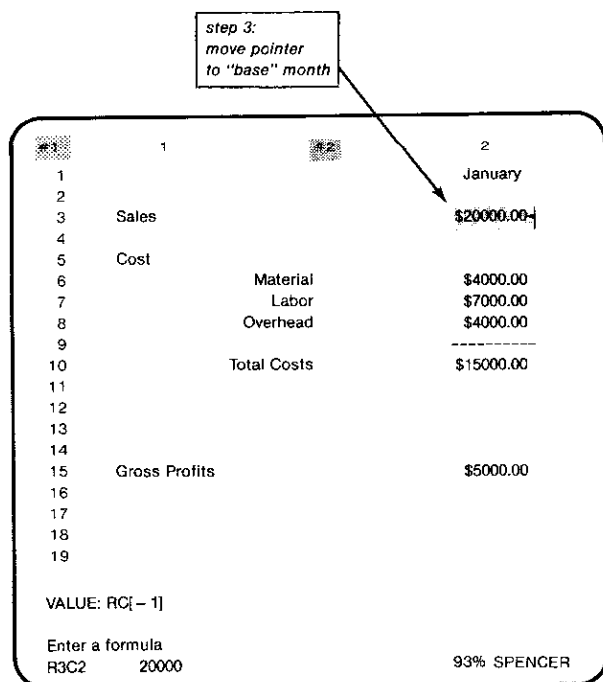 step 3:
move pointer
to "base" month
#1 1 #2 2
1 January
2
3 Sales $20000.00
4
5 Cost
6 Material $4000.00
7 Labor $7000.00
8 Overhead $4000.00
9 -----------
10 Total Costs $15000.00
11
12
13
14
15 Gross Profits $5000.00
16
17
18
19
VALUE: RC[– 1]
Enter a formula
R3C2 20000 93% SPENCER